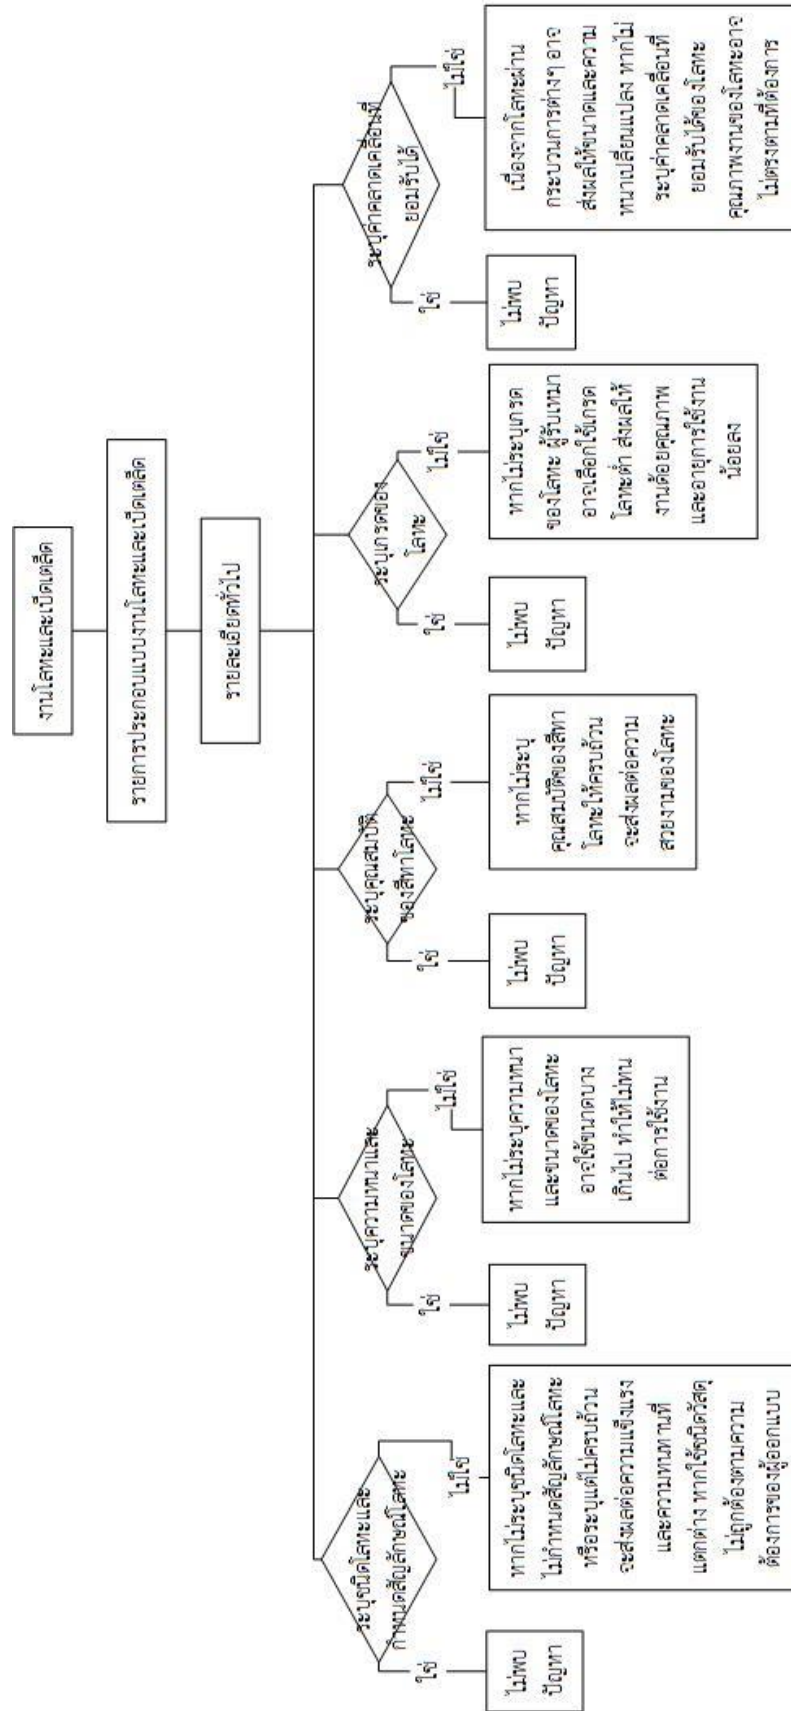 งานโลหะและเบ็ดเตล็ด
รายการประกอบแบบงานโลหะและเบ็ดเตล็ด
รายละเอียดทั่วไป
ระบุชนิดโลหะและ
กำหนดสัญลักษณ์โลหะ
ใช่
ไม่ใช่
ไม่พบ
ปัญหา
หากไม่ระบุชนิดโลหะและ
ไม่กำหนดสัญลักษณ์โลหะ
หรือระบุแต่ไม่ครบถ้วน
จะส่งผลต่อความแข็งแรง
และความทนทานที่
แตกต่าง หากใช้ชนิดวัสดุ
ไม่ถูกต้องตามความ
ต้องการของผู้ออกแบบ
ระบุความหนาและ
ขนาดของโลหะ
ใช่
ไม่ใช่
ไม่พบ
ปัญหา
หากไม่ระบุความหนา
และขนาดของโลหะ
อาจใช้ขนาดบาง
เกินไป ทำให้ไม่ทน
ต่อการใช้งาน
ระบุคุณสมบัติ
ของสีทาโลหะ
ใช่
ไม่ใช่
ไม่พบ
ปัญหา
หากไม่ระบุ
คุณสมบัติของสีทา
โลหะให้ครบถ้วน
จะส่งผลต่อความ
สวยงามของโลหะ
ระบุเกรดของ
โลหะ
ใช่
ไม่ใช่
ไม่พบ
ปัญหา
หากไม่ระบุเกรด
ของโลหะ ผู้รับเหมา
อาจเลือกใช้เกรด
โลหะต่ำ ส่งผลให้
งานด้อยคุณภาพ
และอายุการใช้งาน
น้อยลง
ระบุค่าคลาดเคลื่อนที่
ยอมรับได้
ใช่
ไม่ใช่
ไม่พบ
ปัญหา
เนื่องจากโลหะผ่าน
กระบวนการต่างๆ อาจ
ส่งผลให้ขนาดและความ
หนาเปลี่ยนแปลง หากไม่
ระบุค่าคลาดเคลื่อนที่
ยอมรับได้ของโลหะ
คุณภาพงานของโลหะอาจ
ไม่ตรงตามที่ต้องการ